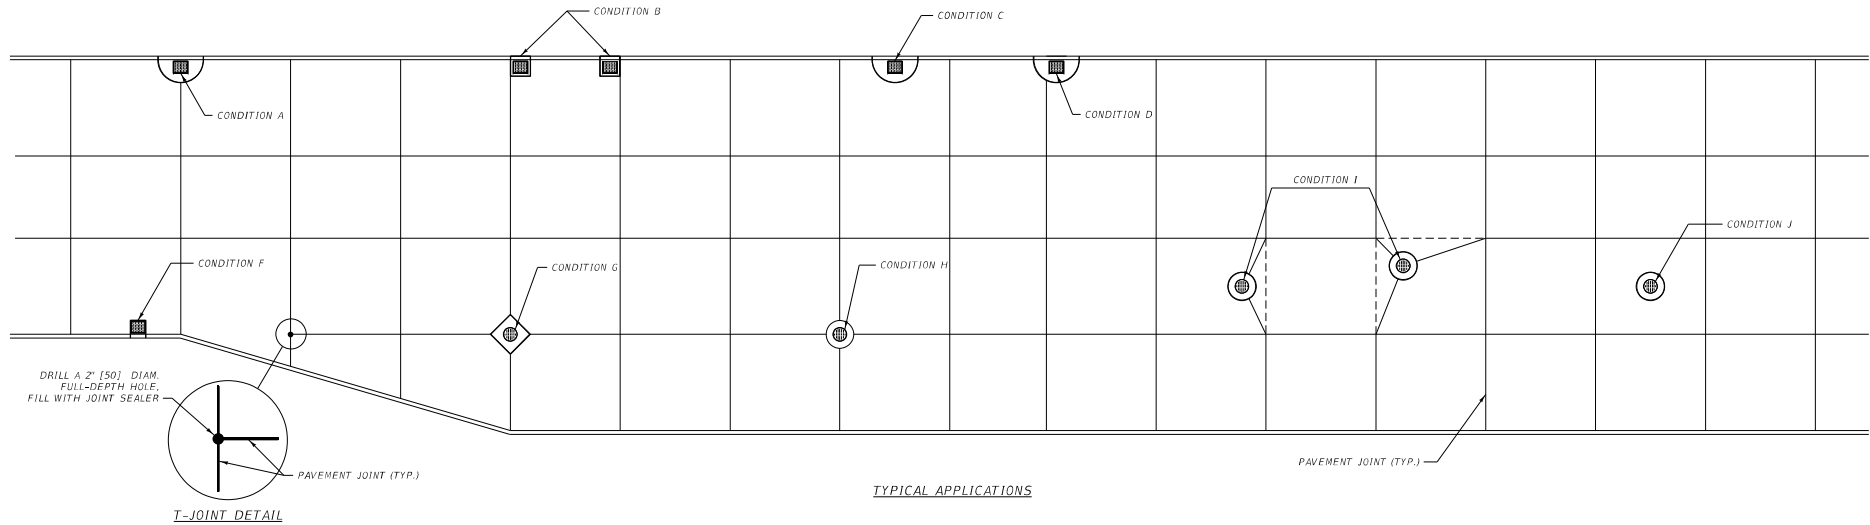 CONDITION B
CONDITION C
CONDITION A
CONDITION D
CONDITION I
CONDITION J
CONDITION F
CONDITION G
CONDITION H
DRILL A 2" [50] DIAM.
FULL-DEPTH HOLE,
FILL WITH JOINT SEALER
PAVEMENT JOINT (TYP.)
PAVEMENT JOINT (TYP.)
TYPICAL APPLICATIONS
T-JOINT DETAIL